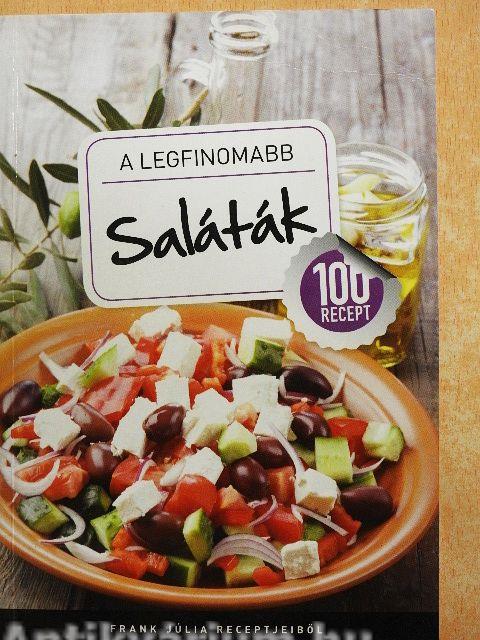 A LEGFINOMABB
Saláták
100
RECEPT
FRANK JÚLIA RECEPTJEIBŐL